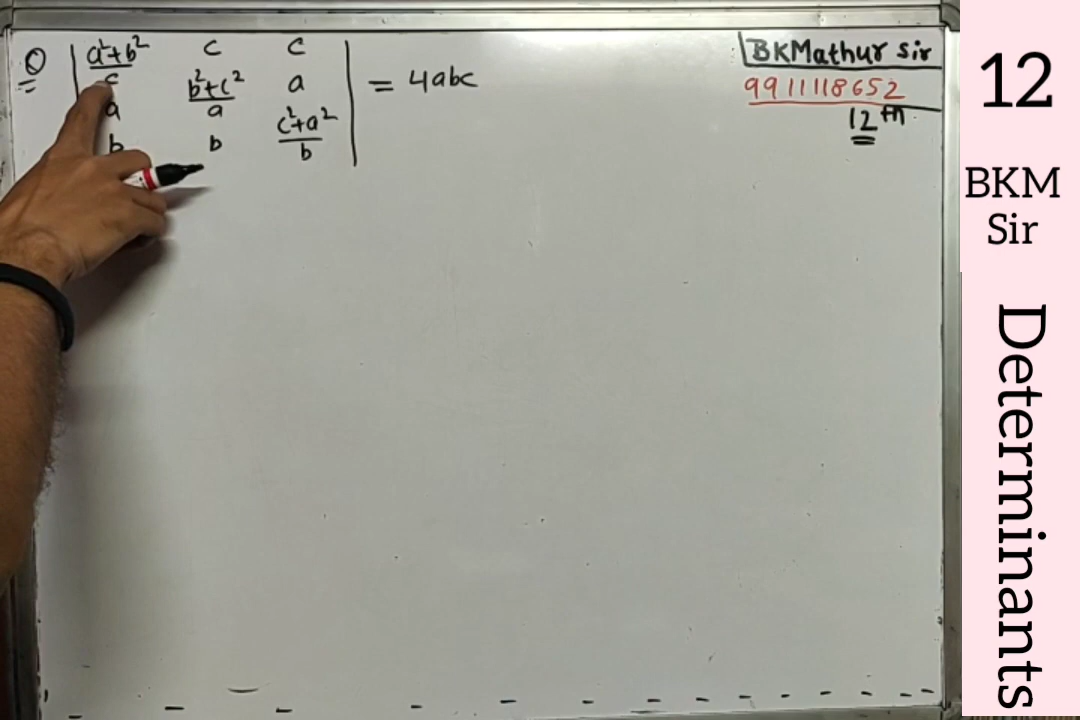 Q | (a²+b²)/c c c |
| a (b²+c²)/a a | = 4abc
| b b (c²+a²)/b |
BKMathur sir
9911118652
12th
12
BKM
Sir
Determinants